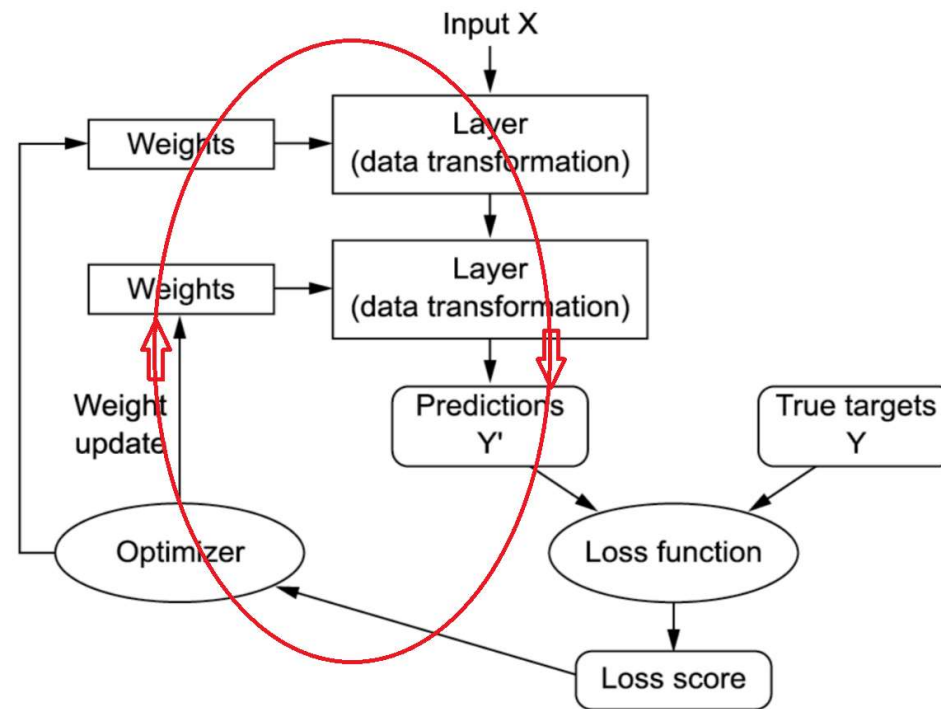 Input X
Weights
Layer
(data transformation)
Weights
Layer
(data transformation)
Weight
update
Predictions
Y'
True targets
Y
Optimizer
Loss function
Loss score